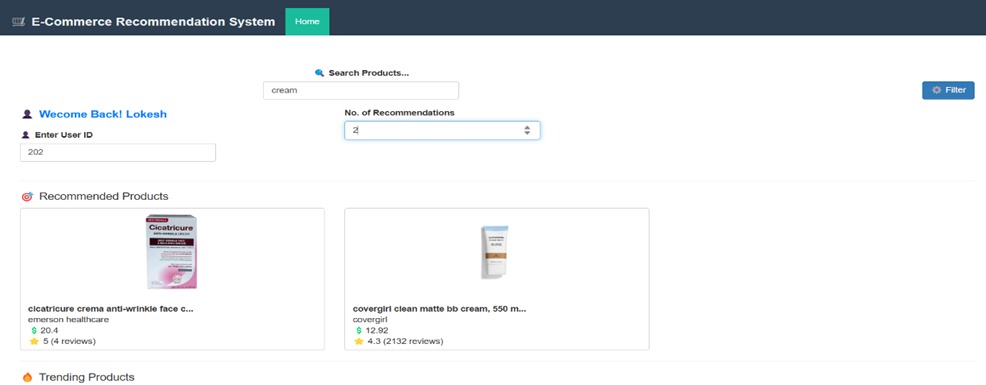 E-Commerce Recommendation System
Home
Search Products...
cream
Filter
Wecome Back! Lokesh
No. of Recommendations
2
Enter User ID
202
Recommended Products
Cicatricure
cicatricure crema anti-wrinkle face c...
emerson healthcare
$ 20.4
5 (4 reviews)
covergirl clean matte bb cream, 550 m...
covergirl
$ 12.92
4.3 (2132 reviews)
Trending Products